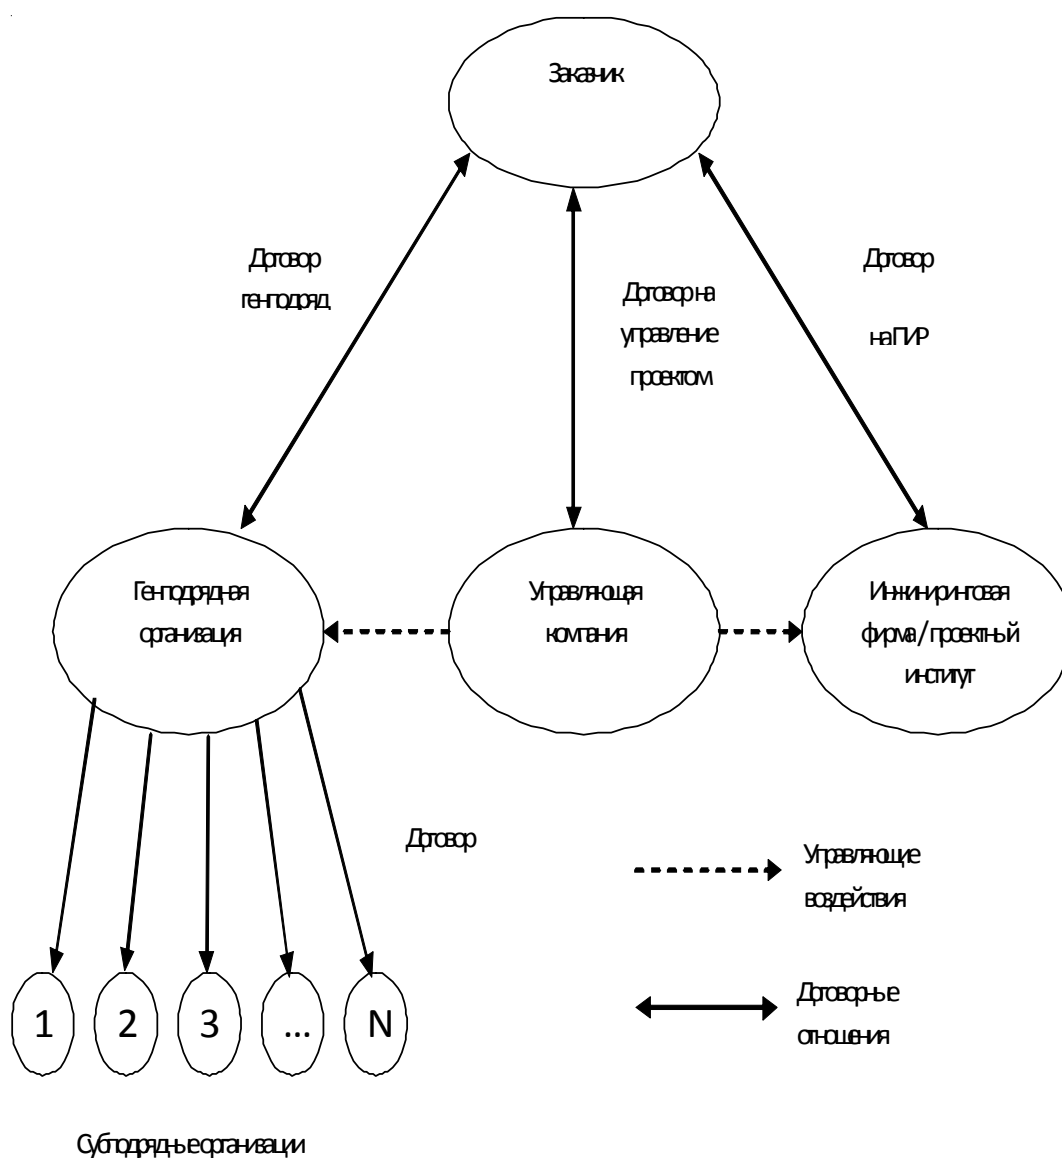 Заказчик
Договор
генподряд
Договор на
управление
проектом
Договор
на ПИР
Генподрядная
организация
Управляющая
компания
Инжиниринговая
фирма / проектный
институт
Договор
Управляющие
воздействия
1
2
3
...
N
Договорные
отношения
Субподрядные организации